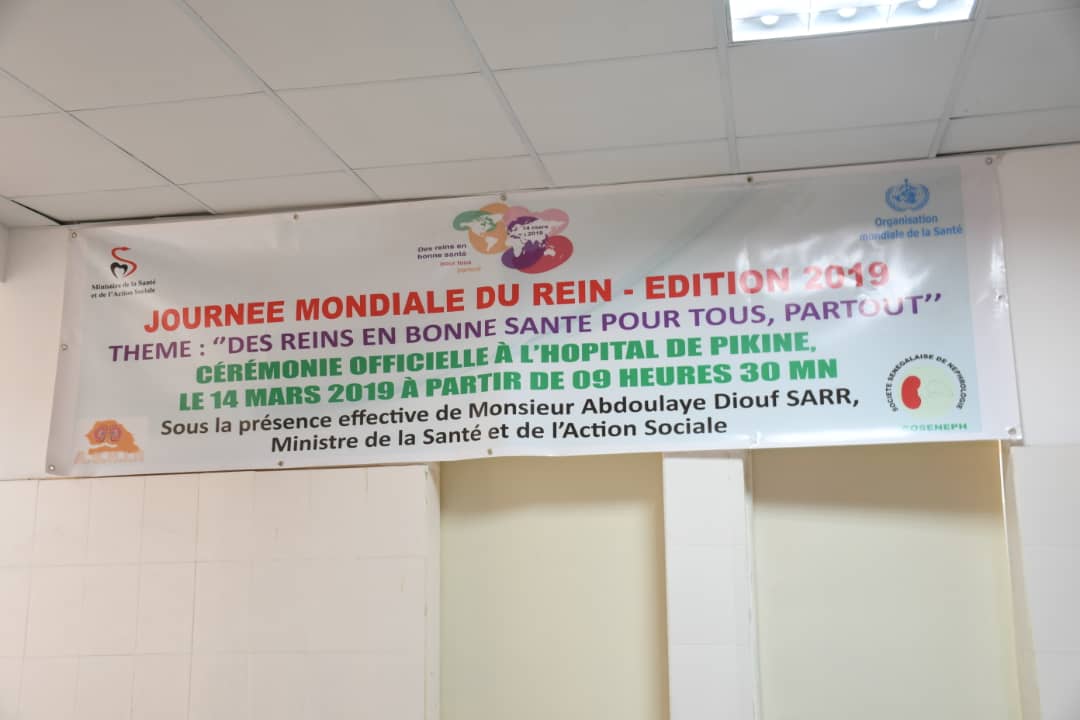 Ministère de la Santé
et de l'Action Sociale
Des reins en
bonne santé
pour tous
partout
14 mars
2019
Organisation
mondiale de la Santé
JOURNEE MONDIALE DU REIN - EDITION 2019
THEME : ‘’DES REINS EN BONNE SANTE POUR TOUS, PARTOUT’’
CÉRÉMONIE OFFICIELLE À L’HOPITAL DE PIKINE,
LE 14 MARS 2019 À PARTIR DE 09 HEURES 30 MN
Sous la présence effective de Monsieur Abdoulaye Diouf SARR,
Ministre de la Santé et de l’Action Sociale
SOCIETE SENEGALAISE DE NEPHROLOGIE
SOSENEPH